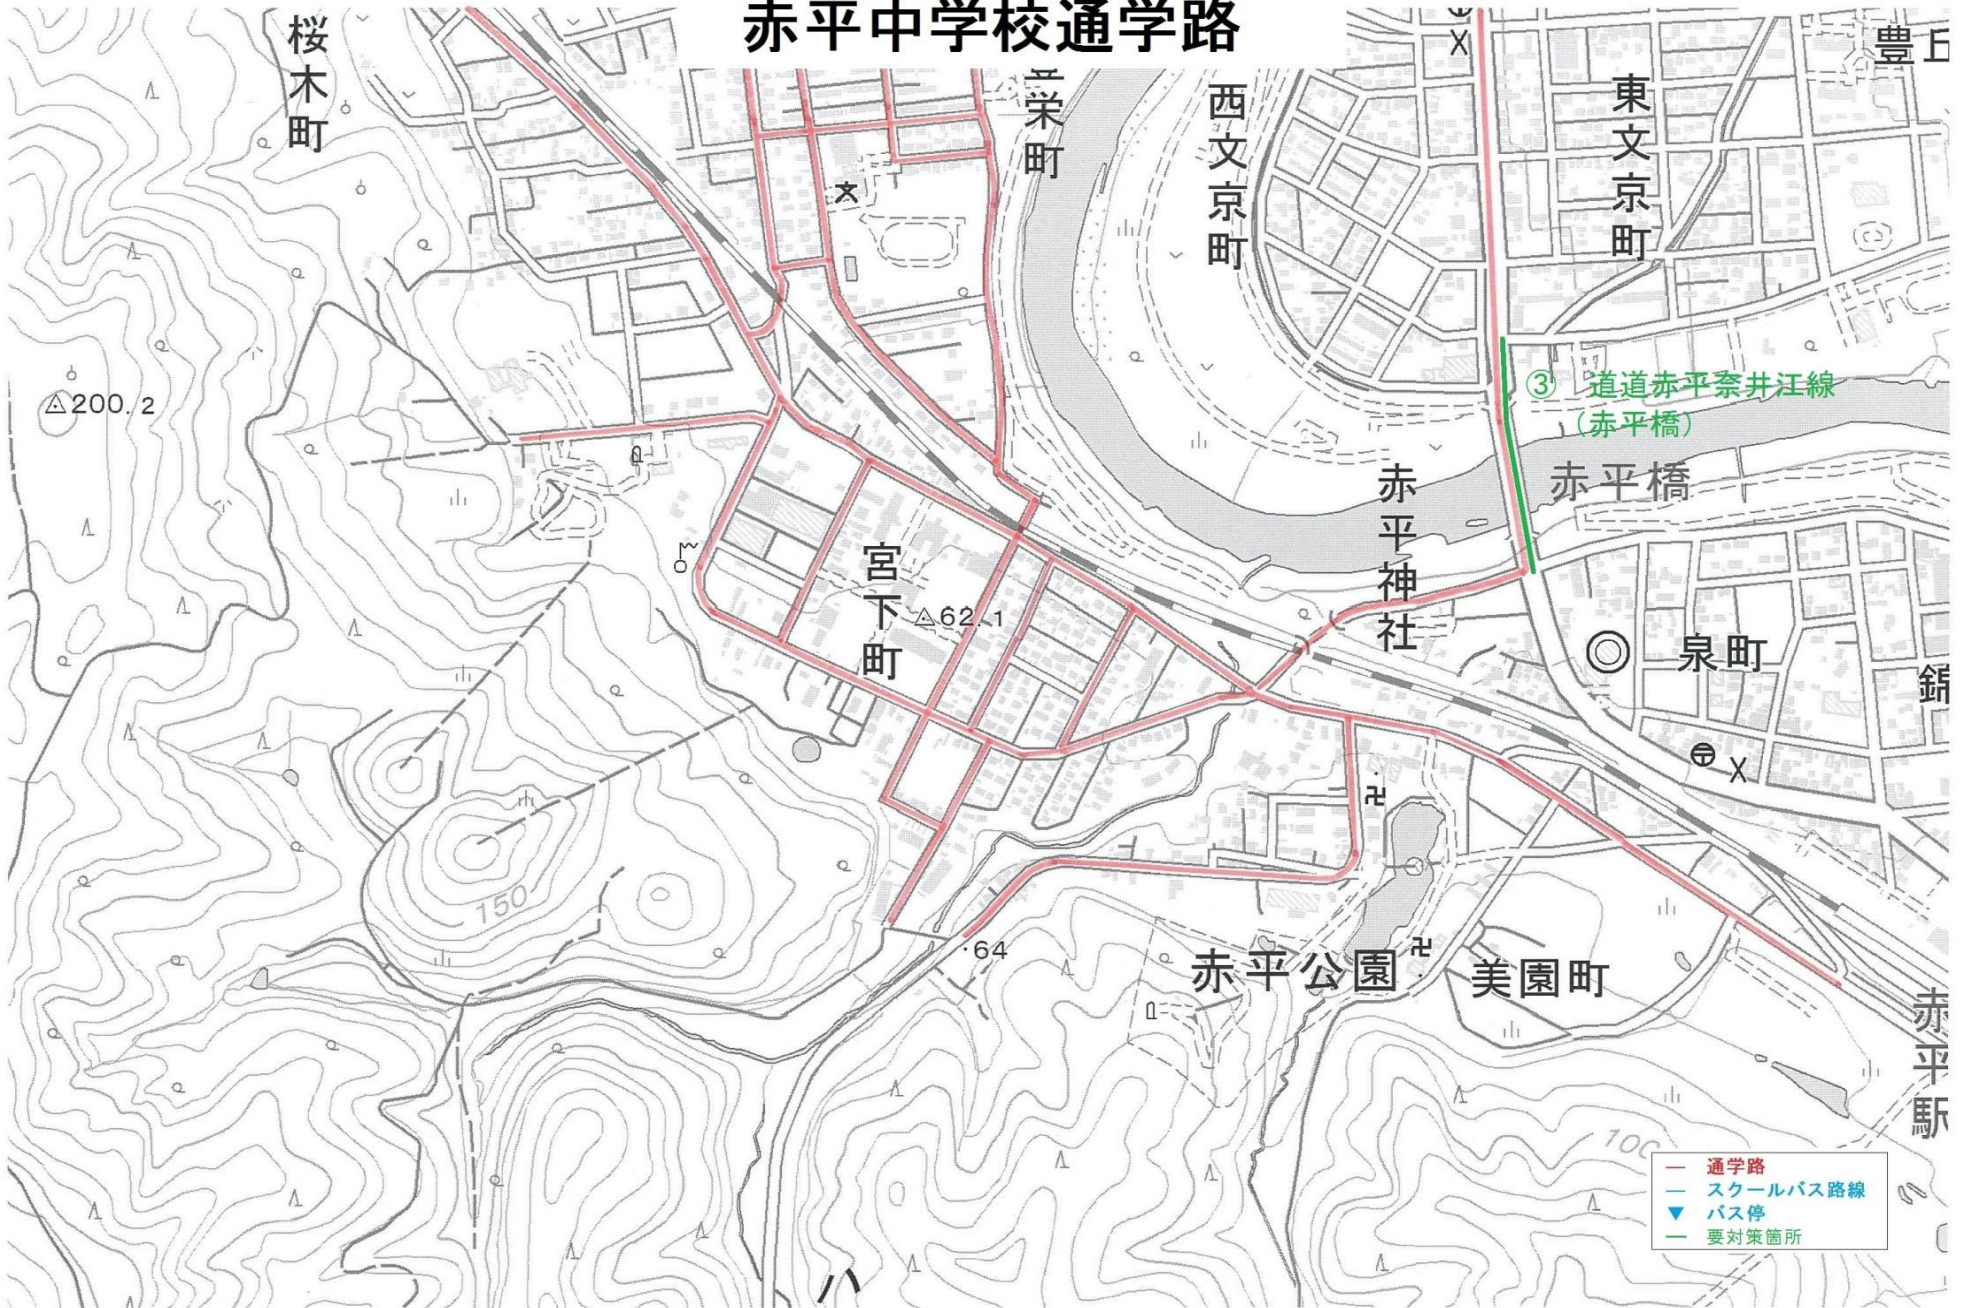 赤平中学校通学路
桜木町
栄町
西文京町
東文京町
豊丘
200.2
③ 道道赤平奈井江線
(赤平橋)
赤平橋
赤平神社
宮下町
62.1
泉町
錦
150
64
赤平公園
美園町
赤平駅
100
ハ
通学路
スクールバス路線
バス停
要対策箇所